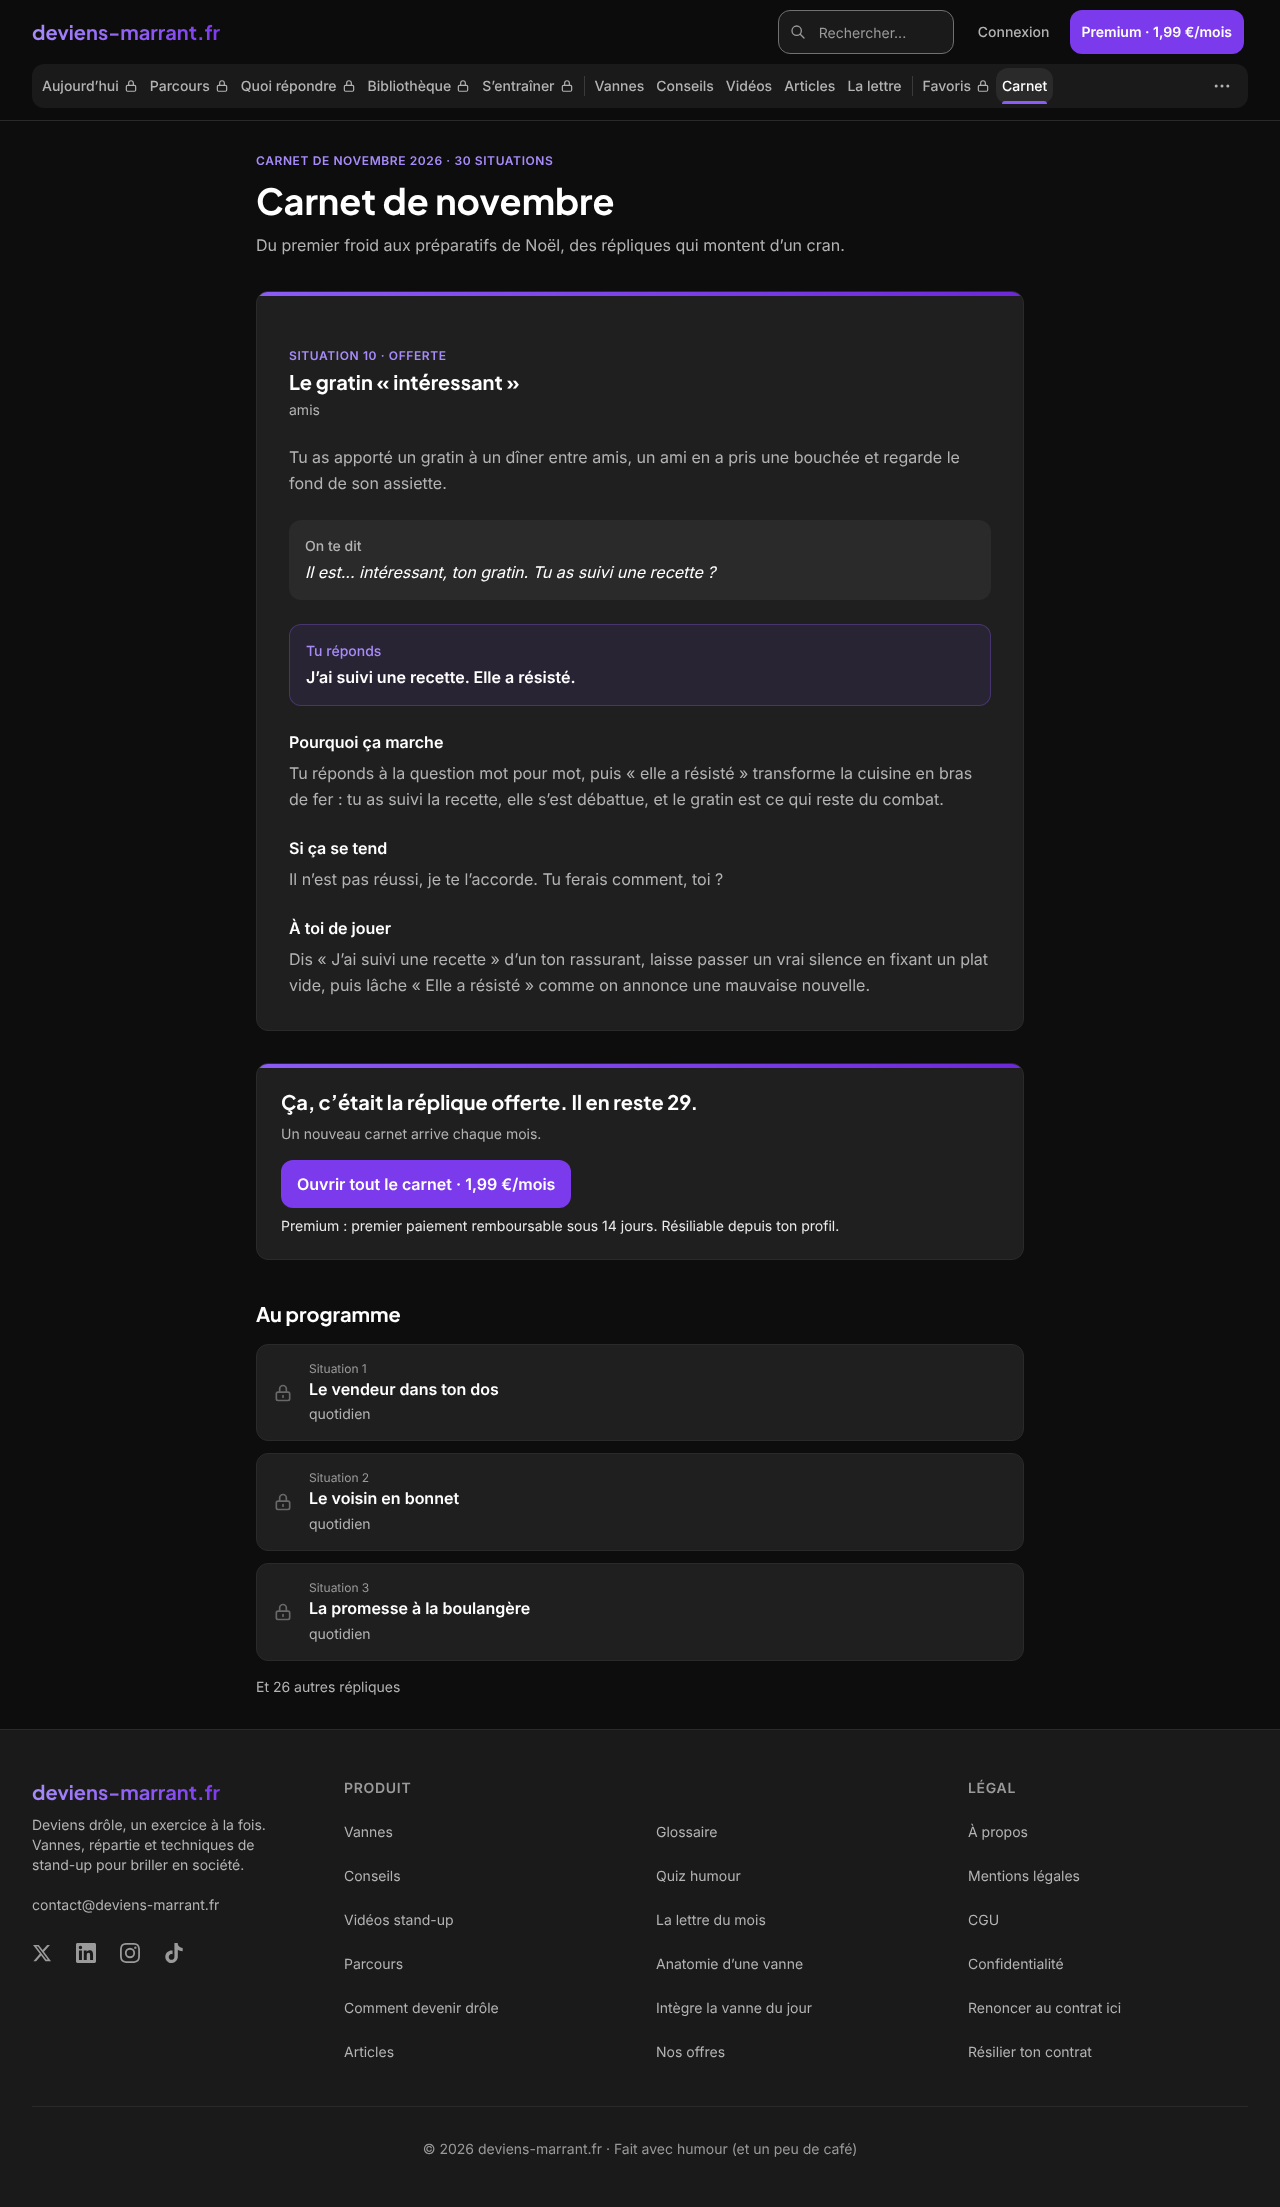 deviens-marrant.fr
Rechercher...
Connexion
Premium · 1,99 €/mois
Aujourd’hui
Parcours
Quoi répondre
Bibliothèque
S’entraîner
Vannes
Conseils
Vidéos
Articles
La lettre
Favoris
Carnet
CARNET DE NOVEMBRE 2026 · 30 SITUATIONS
Carnet de novembre
Du premier froid aux préparatifs de Noël, des répliques qui montent d’un cran.
SITUATION 10 · OFFERTE
Le gratin « intéressant »
amis
Tu as apporté un gratin à un dîner entre amis, un ami en a pris une bouchée et regarde le
fond de son assiette.
On te dit
Il est… intéressant, ton gratin. Tu as suivi une recette ?
Tu réponds
J’ai suivi une recette. Elle a résisté.
Pourquoi ça marche
Tu réponds à la question mot pour mot, puis « elle a résisté » transforme la cuisine en bras
de fer : tu as suivi la recette, elle s’est débattue, et le gratin est ce qui reste du combat.
Si ça se tend
Il n’est pas réussi, je te l’accorde. Tu ferais comment, toi ?
À toi de jouer
Dis « J’ai suivi une recette » d’un ton rassurant, laisse passer un vrai silence en fixant un plat
vide, puis lâche « Elle a résisté » comme on annonce une mauvaise nouvelle.
Ça, c’était la réplique offerte. Il en reste 29.
Un nouveau carnet arrive chaque mois.
Ouvrir tout le carnet · 1,99 €/mois
Premium : premier paiement remboursable sous 14 jours. Résiliable depuis ton profil.
Au programme
Situation 1
Le vendeur dans ton dos
quotidien
Situation 2
Le voisin en bonnet
quotidien
Situation 3
La promesse à la boulangère
quotidien
Et 26 autres répliques
deviens-marrant.fr
Deviens drôle, un exercice à la fois.
Vannes, répartie et techniques de
stand-up pour briller en société.
contact@deviens-marrant.fr
PRODUIT
Vannes
Conseils
Vidéos stand-up
Parcours
Comment devenir drôle
Articles
Glossaire
Quiz humour
La lettre du mois
Anatomie d’une vanne
Intègre la vanne du jour
Nos offres
LÉGAL
À propos
Mentions légales
CGU
Confidentialité
Renoncer au contrat ici
Résilier ton contrat
© 2026 deviens-marrant.fr · Fait avec humour (et un peu de café)